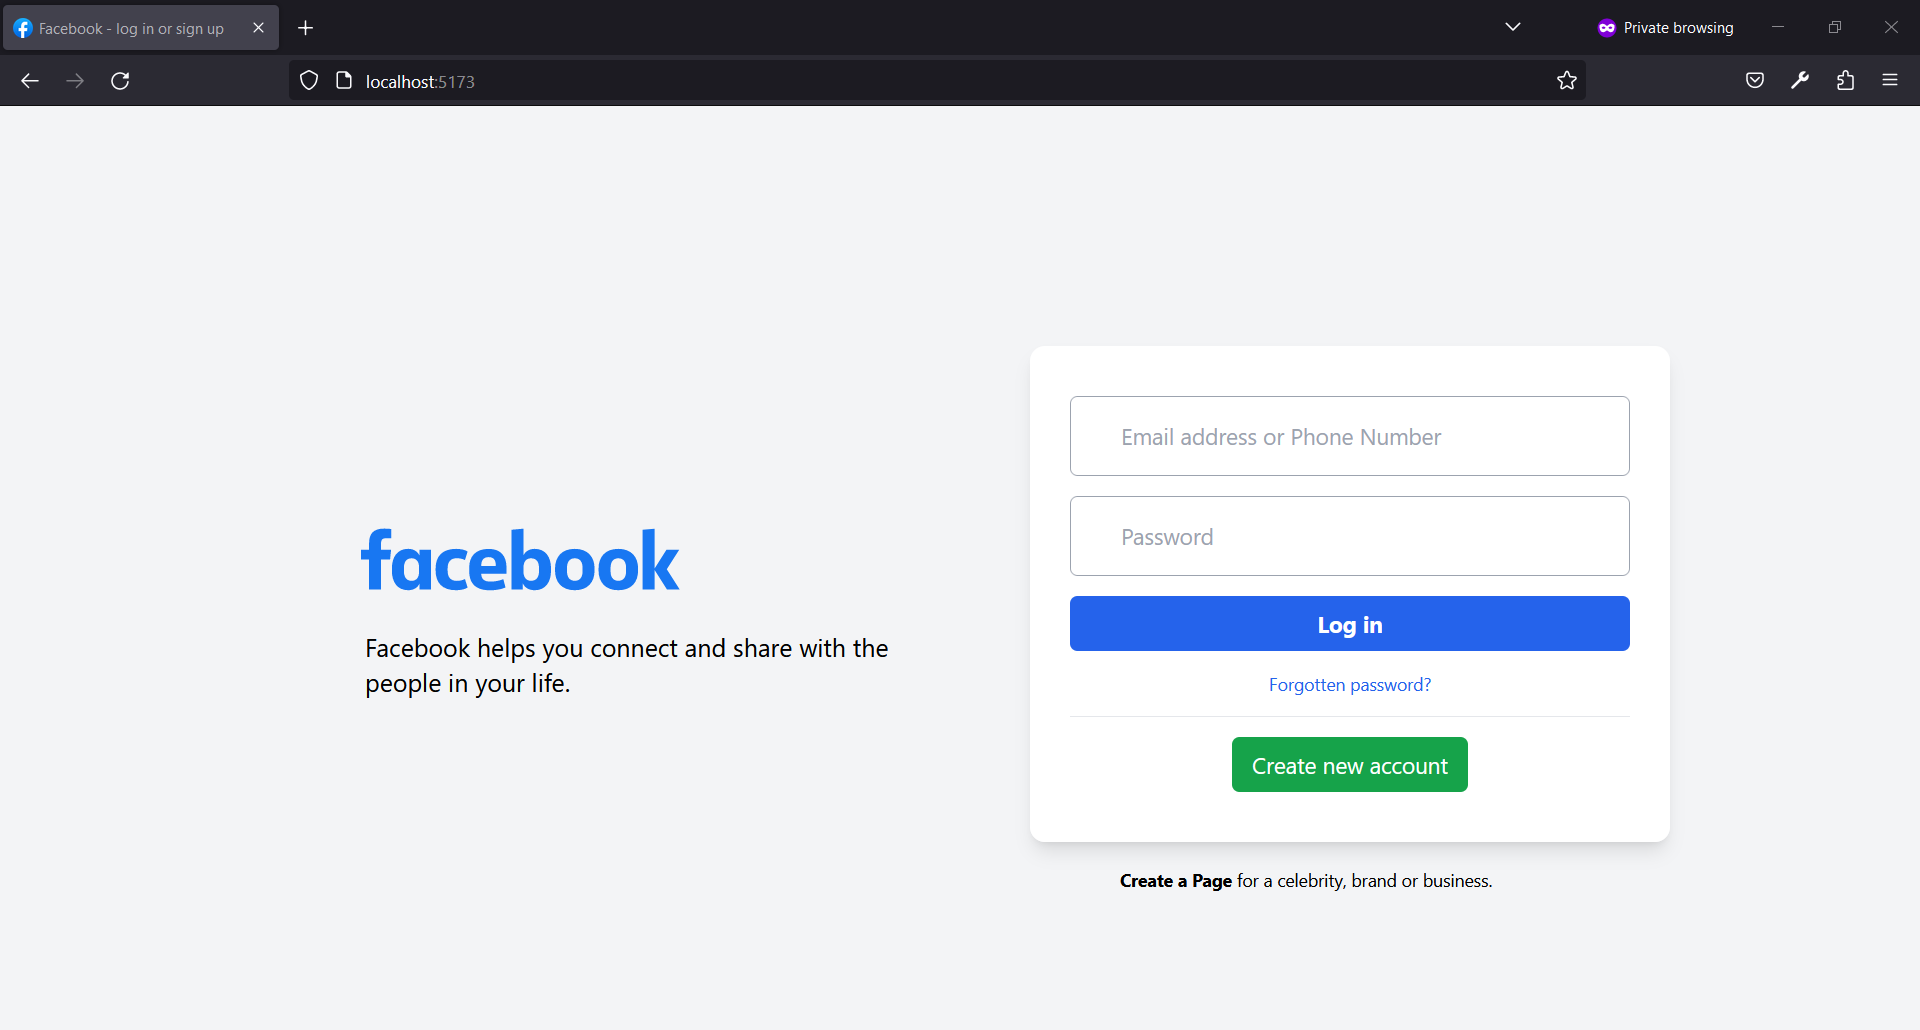 Facebook - log in or sign up
Private browsing
localhost:5173
facebook
Facebook helps you connect and share with the
people in your life.
Email address or Phone Number
Password
Log in
Forgotten password?
Create new account
Create a Page for a celebrity, brand or business.